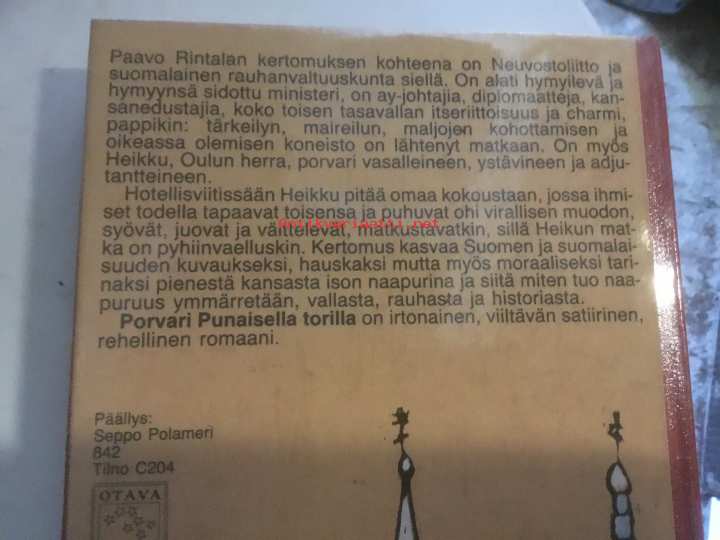 Paavo Rintalan kertomuksen kohteena on Neuvostoliitto ja
suomalainen rauhanvaltuuskunta siellä. On alati hymyilevä ja
hymyynsä sidottu ministeri, on ay-johtajia, diplomaatteja, kan-
sanedustajia, koko toisen tasavallan itseriittoisuus ja charmi,
pappikin: tärkeilyn, maireilun, maljojen kohottamisen ja
oikeassa olemisen koneisto on lähtenyt matkaan. On myös
Heikku, Oulun herra, porvari vasalleineen, ystävineen ja adju-
tantteineen.
Hotellisviitissään Heikku pitää omaa kokoustaan, jossa ihmi-
set todella tapaavat toisensa ja puhuvat ohi virallisen muodon,
syövät, juovat ja väittelevät, hartaustavatkin, sillä Heikun mat-
ka on pyhiinvaelluskin. Kertomus kasvaa Suomen ja suomalai-
suuden kuvaukseksi, hauskaksi mutta myös moraaliseksi tari-
naksi pienestä kansasta ison naapurina ja siitä miten tuo naa-
puruus ymmärretään, vallasta, rauhasta ja historiasta.
Porvari Punaisella torilla on irtonainen, viiltävän satiirinen,
rehellinen romaani.
Päällys:
Seppo Polameri
842
Tilno C204
OTAVA